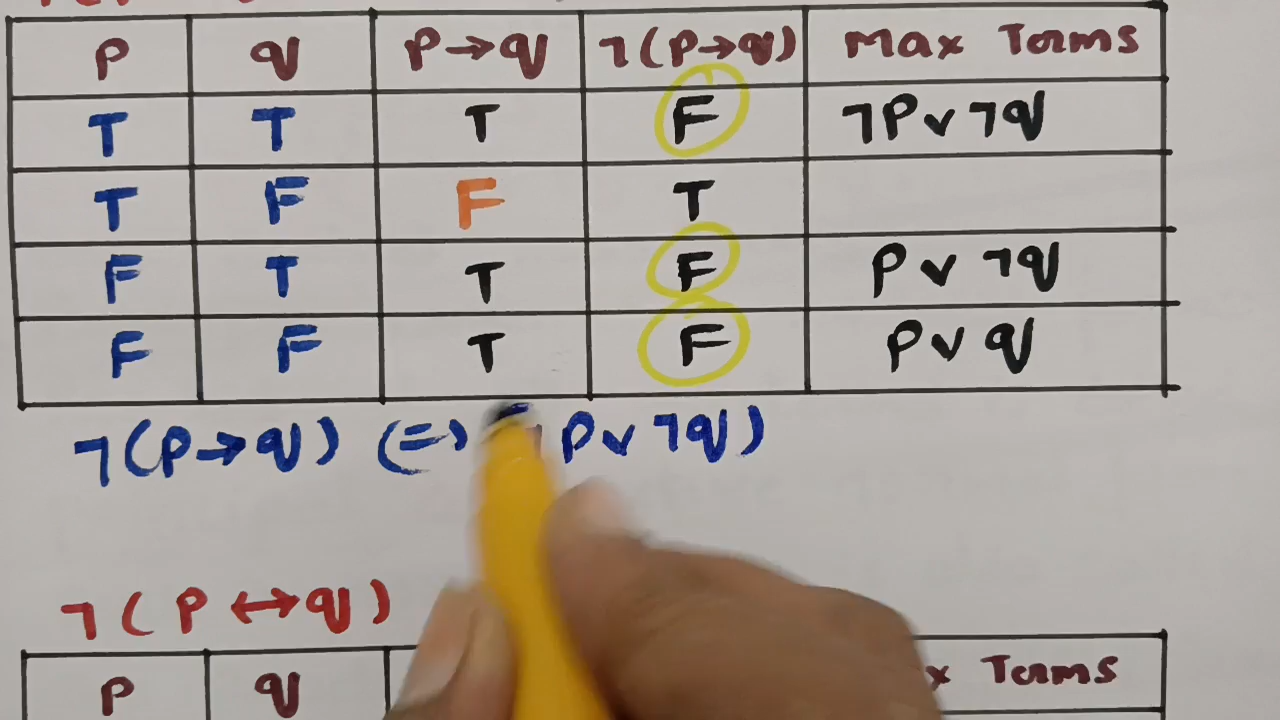 P q P→q ¬(P→q) Max Terms
T T T F ¬P∨¬q
T F F T
F T T F P∨¬q
F F T F P∨q
¬(P→q) (=) P∨¬q)
¬(P↔q)
P q Terms